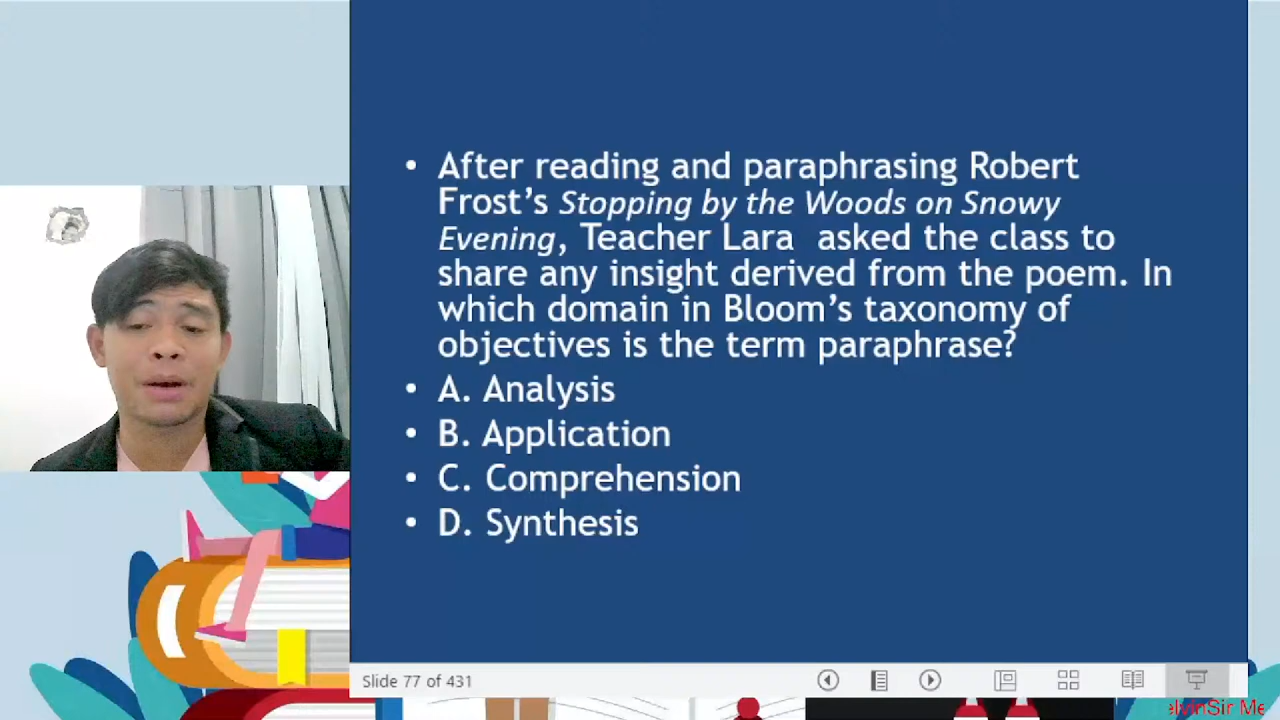 • After reading and paraphrasing Robert
Frost's Stopping by the Woods on Snowy
Evening, Teacher Lara asked the class to
share any insight derived from the poem. In
which domain in Bloom's taxonomy of
objectives is the term paraphrase?
• A. Analysis
• B. Application
• C. Comprehension
• D. Synthesis
Slide 77 of 431
elvinSir Me